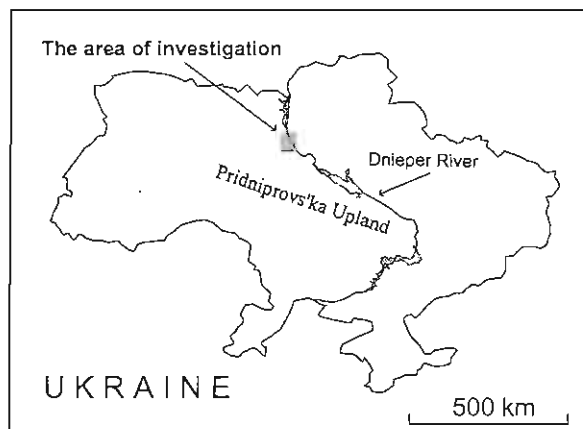 The area of investigation
Dnieper River
Pridniprovs'ka Upland
UKRAINE
500 km